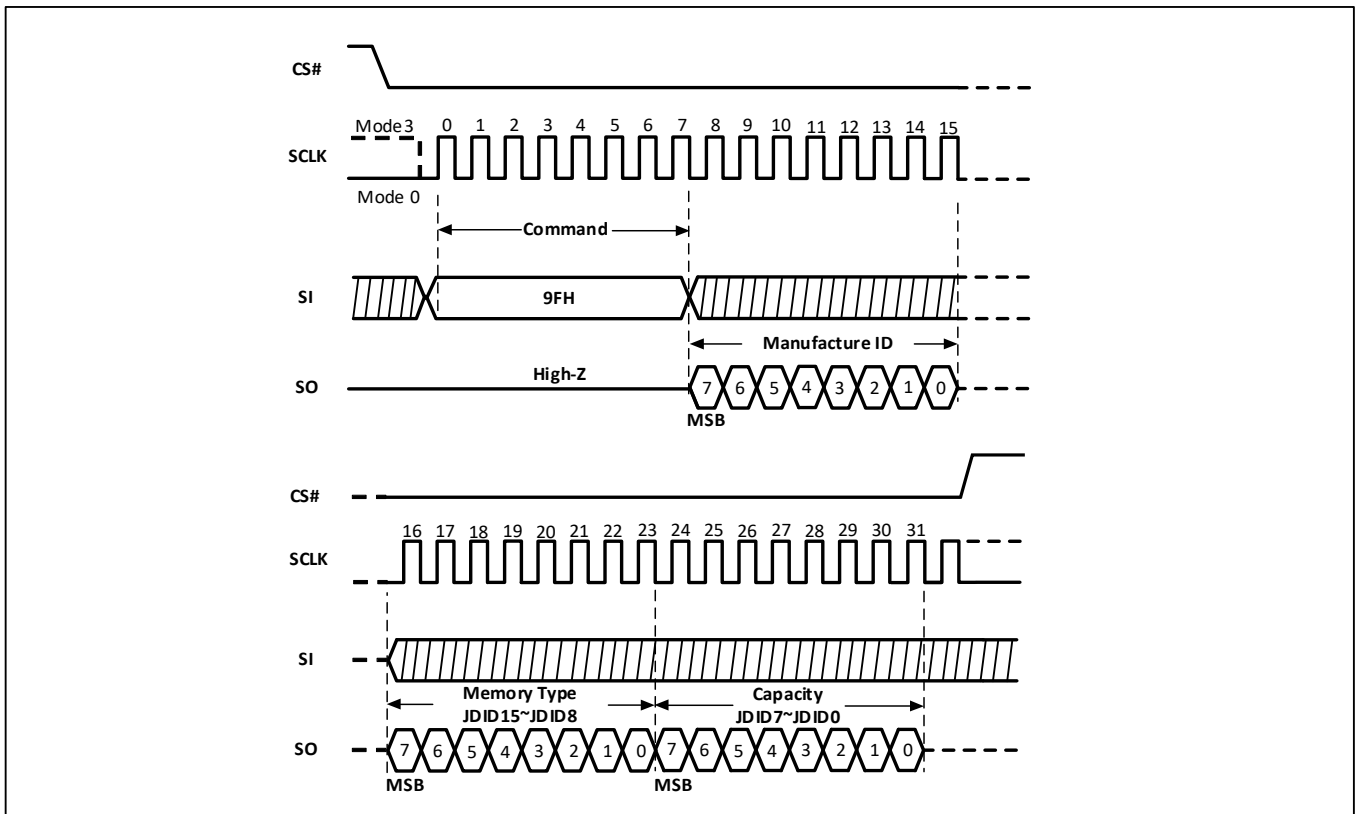 CS#
Mode3 0 1 2 3 4 5 6 7 8 9 10 11 12 13 14 15
SCLK
Mode 0
Command
SI 9FH
Manufacture ID
High-Z
SO 7 6 5 4 3 2 1 0
MSB
CS#
16 17 18 19 20 21 22 23 24 25 26 27 28 29 30 31
SCLK
SI
Memory Type Capacity
JDID15~JDID8 JDID7~JDID0
SO 7 6 5 4 3 2 1 0 7 6 5 4 3 2 1 0
MSB MSB